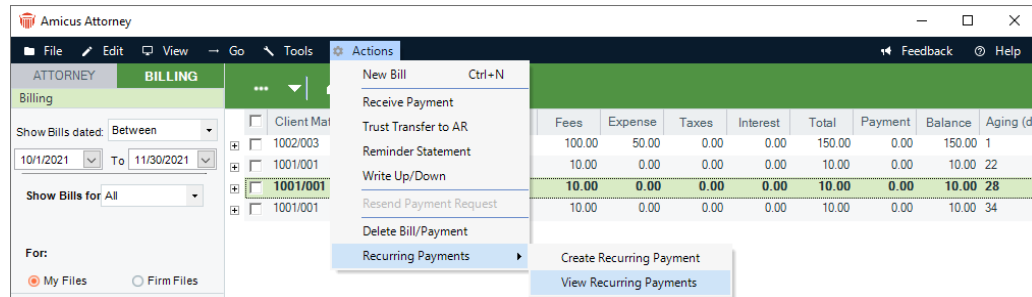 Amicus Attorney
File Edit View Go Tools Actions Feedback Help
ATTORNEY BILLING
Billing
Show Bills dated: Between
10/1/2021 To 11/30/2021
Show Bills for All
For:
My Files Firm Files
New Bill Ctrl+N
Receive Payment
Trust Transfer to AR
Reminder Statement
Write Up/Down
Resend Payment Request
Delete Bill/Payment
Recurring Payments
Create Recurring Payment
View Recurring Payments
Client Mat Fees Expense Taxes Interest Total Payment Balance Aging (d
1002/003 100.00 50.00 0.00 0.00 150.00 0.00 150.00 1
1001/001 10.00 0.00 0.00 0.00 10.00 0.00 10.00 22
1001/001 10.00 0.00 0.00 0.00 10.00 0.00 10.00 28
1001/001 10.00 0.00 0.00 0.00 10.00 0.00 10.00 34